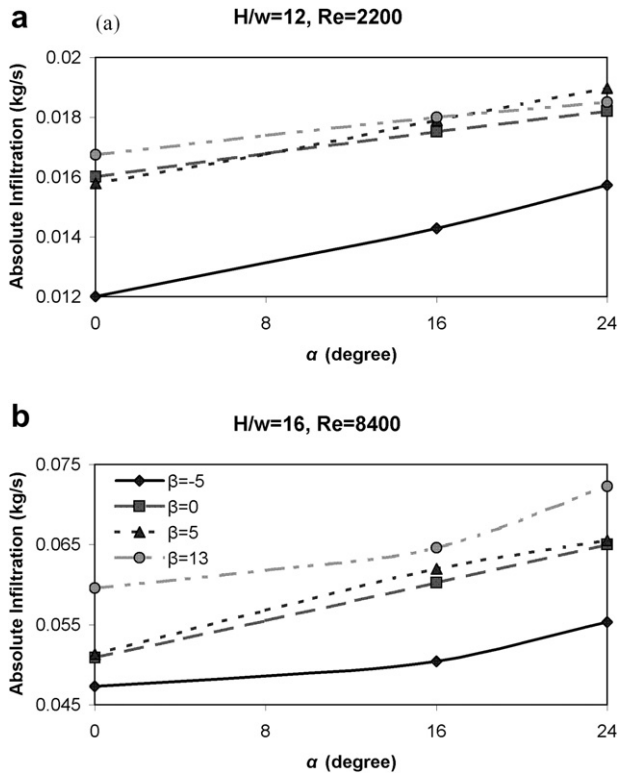 a (a) H/w=12, Re=2200
Absolute Infiltration (kg/s)
0.02
0.018
0.016
0.014
0.012
0 8 16 24
α (degree)
b
H/w=16, Re=8400
Absolute Infiltration (kg/s)
0.075
0.065
0.055
0.045
β=-5
β=0
β=5
β=13
0 8 16 24
α (degree)